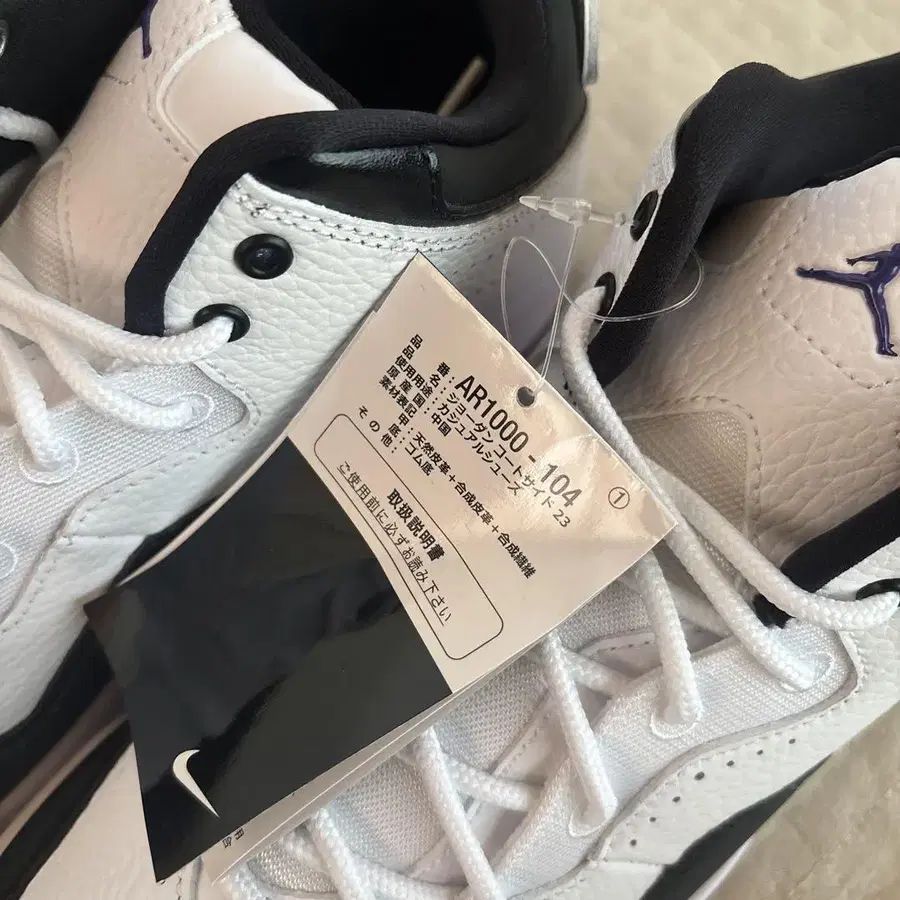 品　番：AR1000 - 104
品　名：ジョーダン コートサイド 23
使用用途：カジュアルシューズ
原産国：中国
素材表記 甲：天然皮革＋合成皮革＋合成繊維
底：ゴム底
その他：
①
取扱説明書
ご使用前に必ずお読み下さい